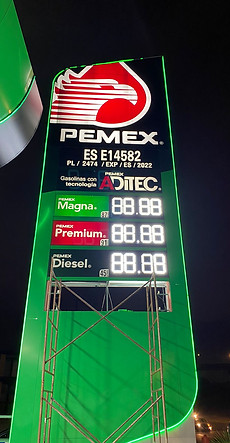 PEMEX®
ES E14582
PL / 2474 / EXP / ES / 2022
Gasolinas con tecnología
PEMEX ADITEC
PEMEX Magna® 87 88.88
PEMEX Premium® 91 88.88
PEMEX Diesel® 88.88